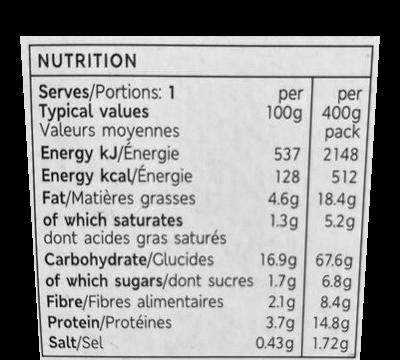 NUTRITION
Serves/Portions: 1 per per
Typical values 100g 400g
Valeurs moyennes pack
Energy kJ/Énergie 537 2148
Energy kcal/Énergie 128 512
Fat/Matières grasses 4.6g 18.4g
of which saturates 1.3g 5.2g
dont acides gras saturés
Carbohydrate/Glucides 16.9g 67.6g
of which sugars/dont sucres 1.7g 6.8g
Fibre/Fibres alimentaires 2.1g 8.4g
Protein/Protéines 3.7g 14.8g
Salt/Sel 0.43g 1.72g